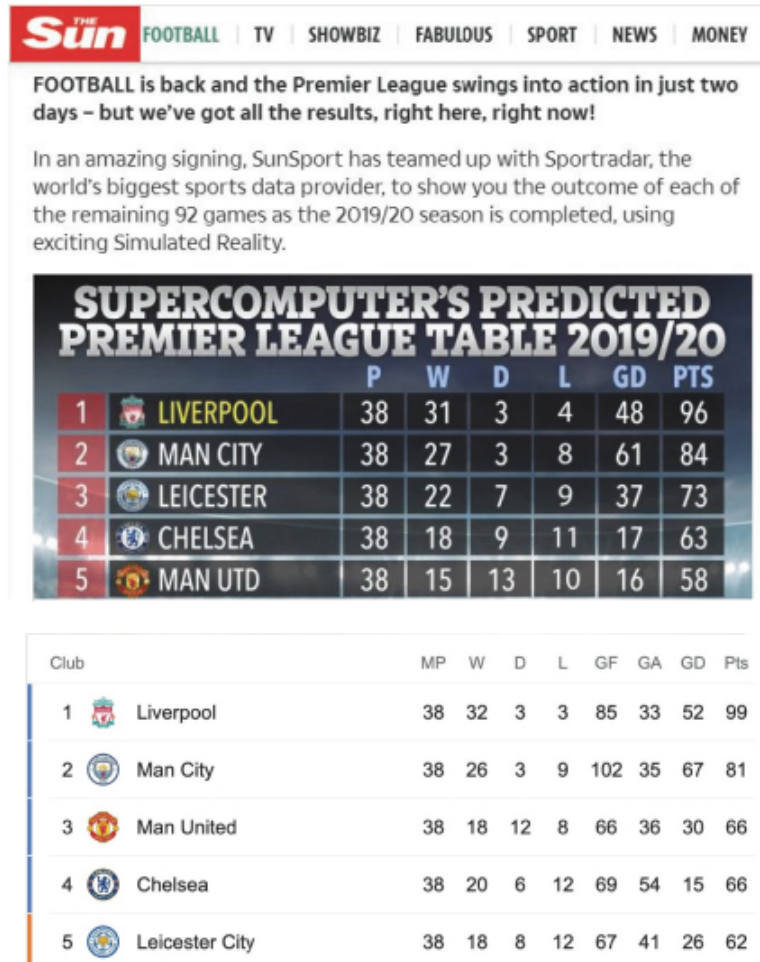 THE Sun FOOTBALL TV SHOWBIZ FABULOUS SPORT NEWS MONEY
FOOTBALL is back and the Premier League swings into action in just two
days – but we've got all the results, right here, right now!
In an amazing signing, SunSport has teamed up with Sportradar, the
world's biggest sports data provider, to show you the outcome of each of
the remaining 92 games as the 2019/20 season is completed, using
exciting Simulated Reality.
SUPERCOMPUTER'S PREDICTED
PREMIER LEAGUE TABLE 2019/20
P W D L GD PTS
1 LIVERPOOL 38 31 3 4 48 96
2 MAN CITY 38 27 3 8 61 84
3 LEICESTER 38 22 7 9 37 73
4 CHELSEA 38 18 9 11 17 63
5 MAN UTD 38 15 13 10 16 58
Club MP W D L GF GA GD Pts
1 Liverpool 38 32 3 3 85 33 52 99
2 Man City 38 26 3 9 102 35 67 81
3 Man United 38 18 12 8 66 36 30 66
4 Chelsea 38 20 6 12 69 54 15 66
5 Leicester City 38 18 8 12 67 41 26 62